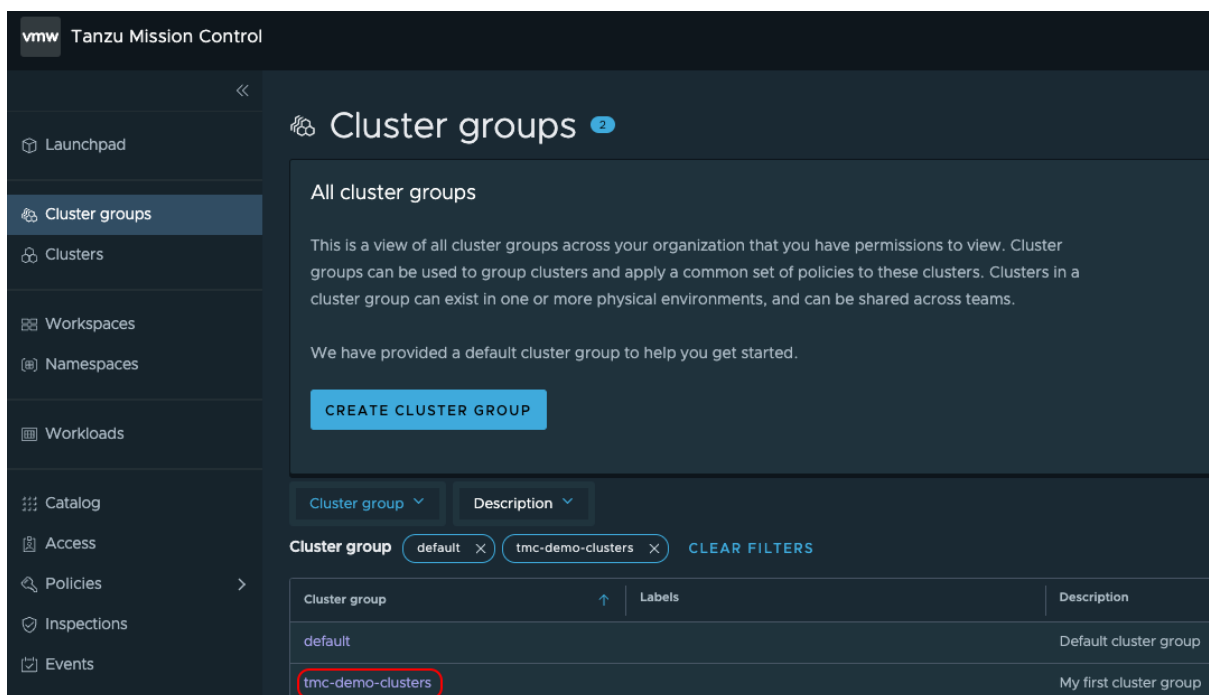 vmw Tanzu Mission Control
Launchpad
Cluster groups
Clusters
Workspaces
Namespaces
Workloads
Catalog
Access
Policies
Inspections
Events
Cluster groups 2
All cluster groups
This is a view of all cluster groups across your organization that you have permissions to view. Cluster
groups can be used to group clusters and apply a common set of policies to these clusters. Clusters in a
cluster group can exist in one or more physical environments, and can be shared across teams.
We have provided a default cluster group to help you get started.
CREATE CLUSTER GROUP
Cluster group Description
Cluster group default tmc-demo-clusters CLEAR FILTERS
Cluster group Labels Description
default Default cluster group
tmc-demo-clusters My first cluster group